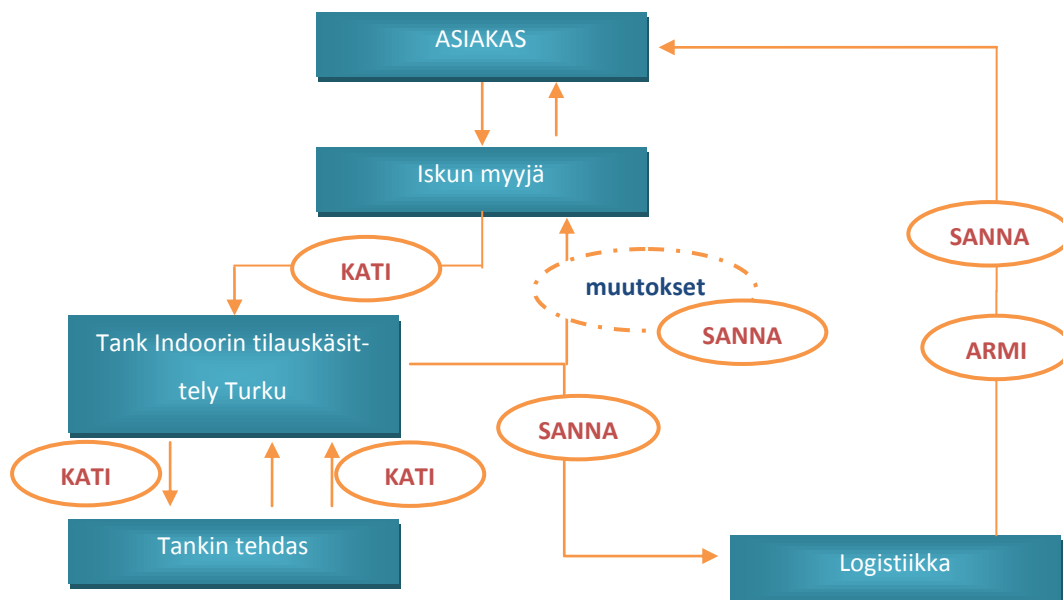 ASIAKAS
Iskun myyjä
SANNA
KATI
muutokset
SANNA
Tank Indoorin tilauskäsit-
tely Turku
ARMI
SANNA
KATI
KATI
Tankin tehdas
Logistiikka